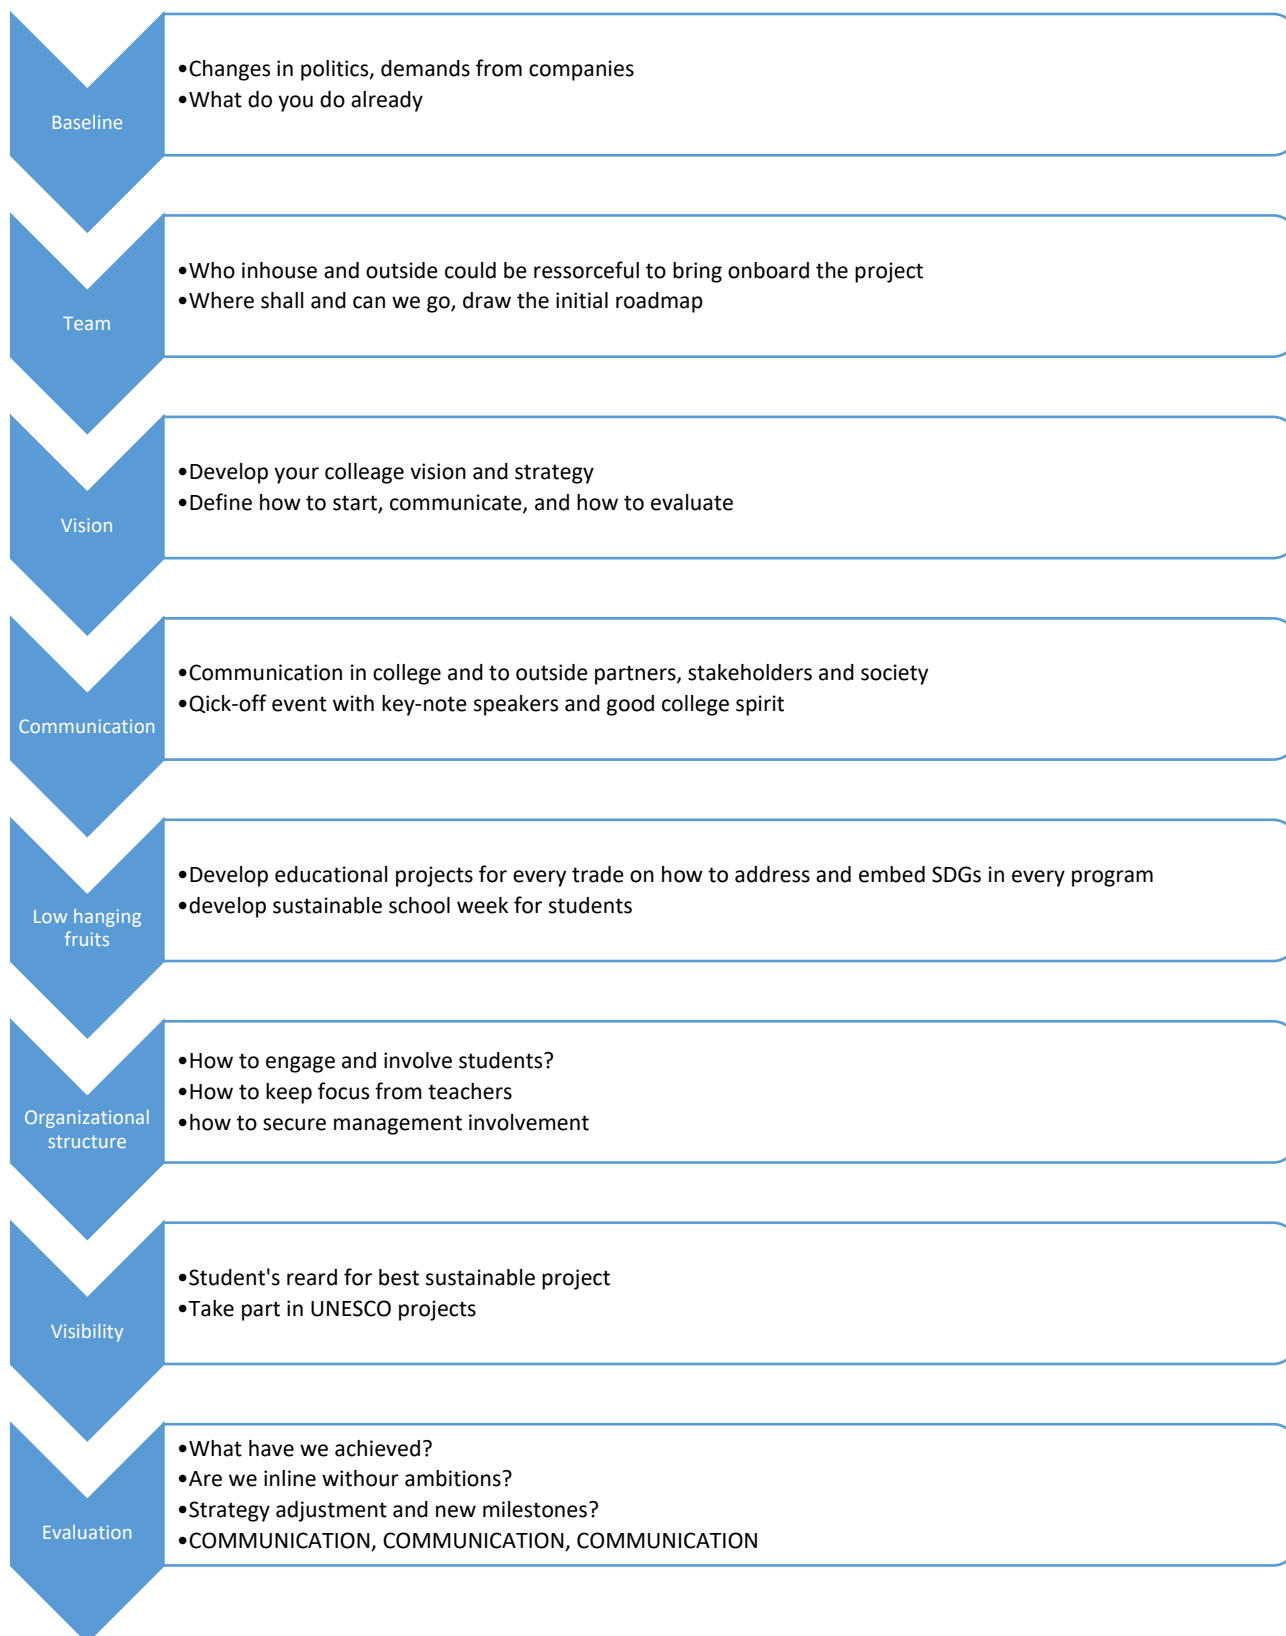 Baseline
•Changes in politics, demands from companies
•What do you do already
Team
•Who inhouse and outside could be ressorceful to bring onboard the project
•Where shall and can we go, draw the initial roadmap
Vision
•Develop your colleage vision and strategy
•Define how to start, communicate, and how to evaluate
Communication
•Communication in college and to outside partners, stakeholders and society
•Qick-off event with key-note speakers and good college spirit
Low hanging
fruits
•Develop educational projects for every trade on how to address and embed SDGs in every program
•develop sustainable school week for students
Organizational
structure
•How to engage and involve students?
•How to keep focus from teachers
•how to secure management involvement
Visibility
•Student's reard for best sustainable project
•Take part in UNESCO projects
Evaluation
•What have we achieved?
•Are we inline withour ambitions?
•Strategy adjustment and new milestones?
•COMMUNICATION, COMMUNICATION, COMMUNICATION